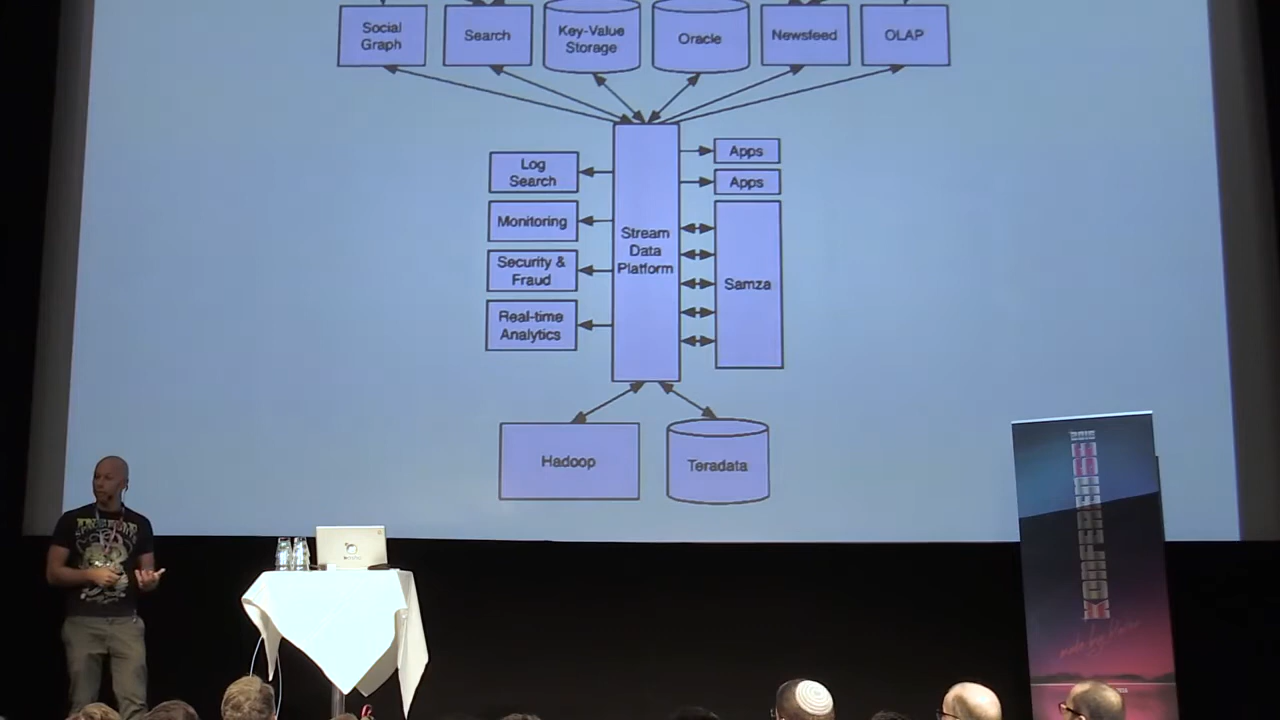 Social
Graph
Search
Key-Value
Storage
Oracle
Newsfeed
OLAP
Log
Search
Monitoring
Security &
Fraud
Real-time
Analytics
Stream
Data
Platform
Apps
Apps
Samza
Hadoop
Teradata
2016